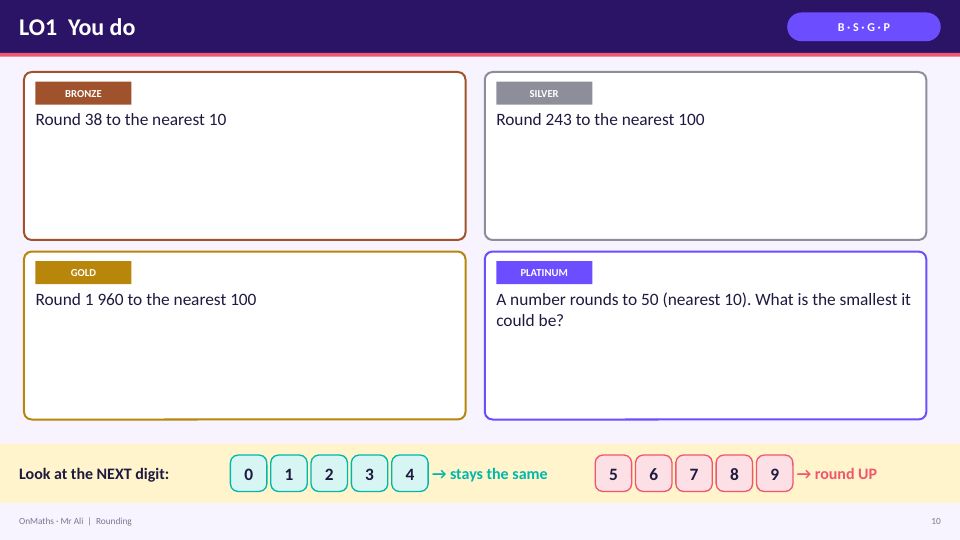 LO1 You do
B · S · G · P
BRONZE
Round 38 to the nearest 10
SILVER
Round 243 to the nearest 100
GOLD
Round 1 960 to the nearest 100
PLATINUM
A number rounds to 50 (nearest 10). What is the smallest it
could be?
Look at the NEXT digit: 0 1 2 3 4 → stays the same 5 6 7 8 9 → round UP
OnMaths · Mr Ali | Rounding 10